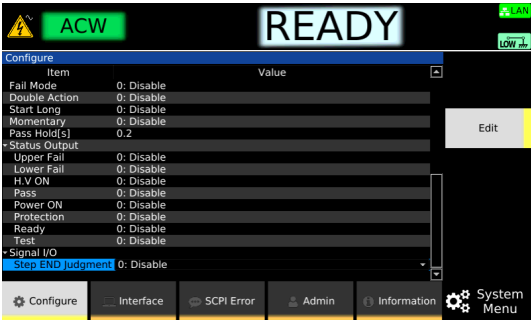 ACW
READY
LAN
LOW
Configure
Item Value
Fail Mode 0: Disable
Double Action 0: Disable
Start Long 0: Disable
Momentary 0: Disable
Pass Hold[s] 0.2
Status Output
Upper Fail 0: Disable
Lower Fail 0: Disable
H.V ON 0: Disable
Pass 0: Disable
Power ON 0: Disable
Protection 0: Disable
Ready 0: Disable
Test 0: Disable
Signal I/O
Step END Judgment 0: Disable
Edit
Configure
Interface
SCPI Error
Admin
Information
System
Menu